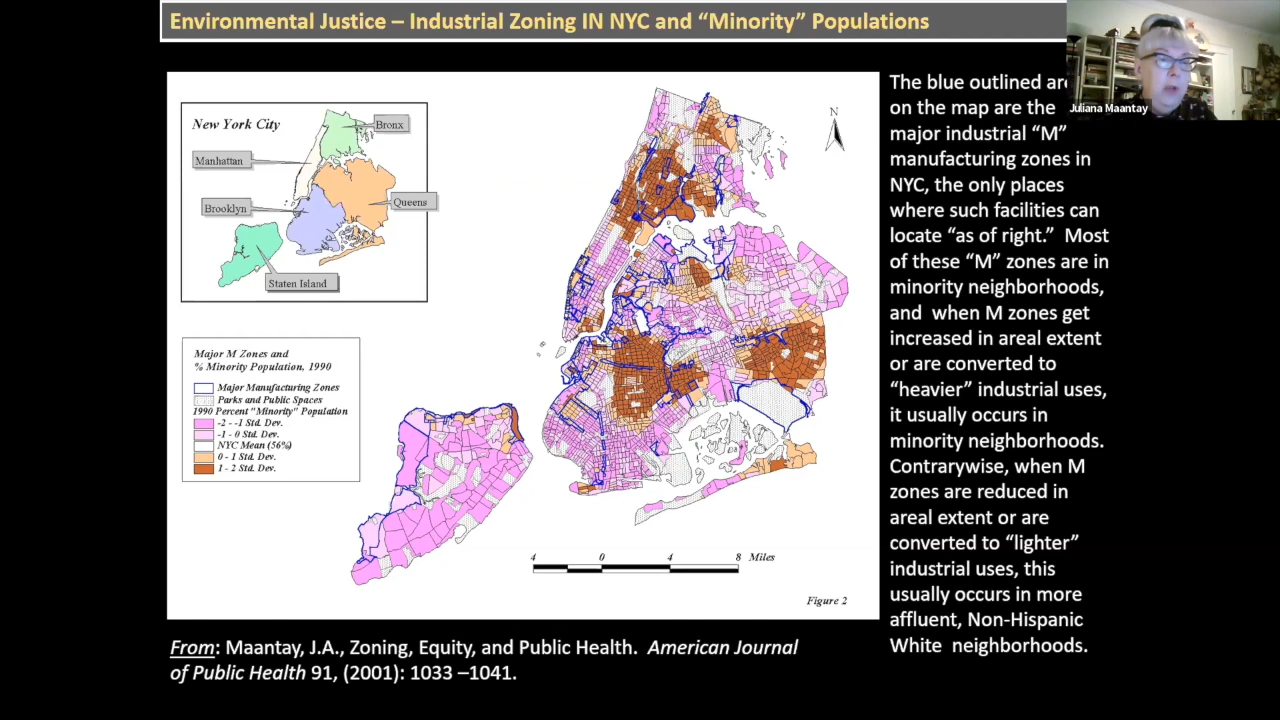 Environmental Justice – Industrial Zoning IN NYC and “Minority” Populations
Juliana Maantay
New York City
Bronx
Manhattan
Brooklyn
Queens
Staten Island
N
Major M Zones and
% Minority Population, 1990
Major Manufacturing Zones
Parks and Public Spaces
1990 Percent "Minority" Population
-2 - -1 Std. Dev.
-1 - 0 Std. Dev.
NYC Mean (56%)
0 - 1 Std. Dev.
1 - 2 Std. Dev.
4 0 4 8 Miles
Figure 2
The blue outlined
on the map are the
major industrial “M”
manufacturing zones in
NYC, the only places
where such facilities can
locate “as of right.” Most
of these “M” zones are in
minority neighborhoods,
and when M zones get
increased in areal extent
or are converted to
“heavier” industrial uses,
it usually occurs in
minority neighborhoods.
Contrarywise, when M
zones are reduced in
areal extent or are
converted to “lighter”
industrial uses, this
usually occurs in more
affluent, Non-Hispanic
White neighborhoods.
From: Maantay, J.A., Zoning, Equity, and Public Health. American Journal
of Public Health 91, (2001): 1033 –1041.